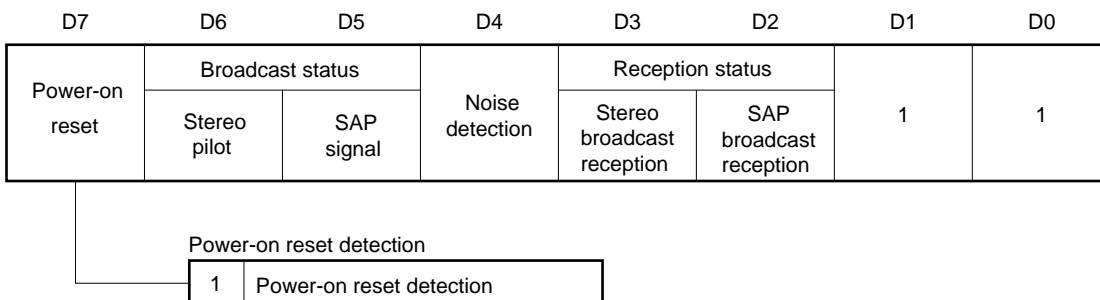 D7 D6 D5 D4 D3 D2 D1 D0
Power-on
reset
Broadcast status
Stereo
pilot
SAP
signal
Noise
detection
Reception status
Stereo
broadcast
reception
SAP
broadcast
reception
1
1
Power-on reset detection
1 Power-on reset detection